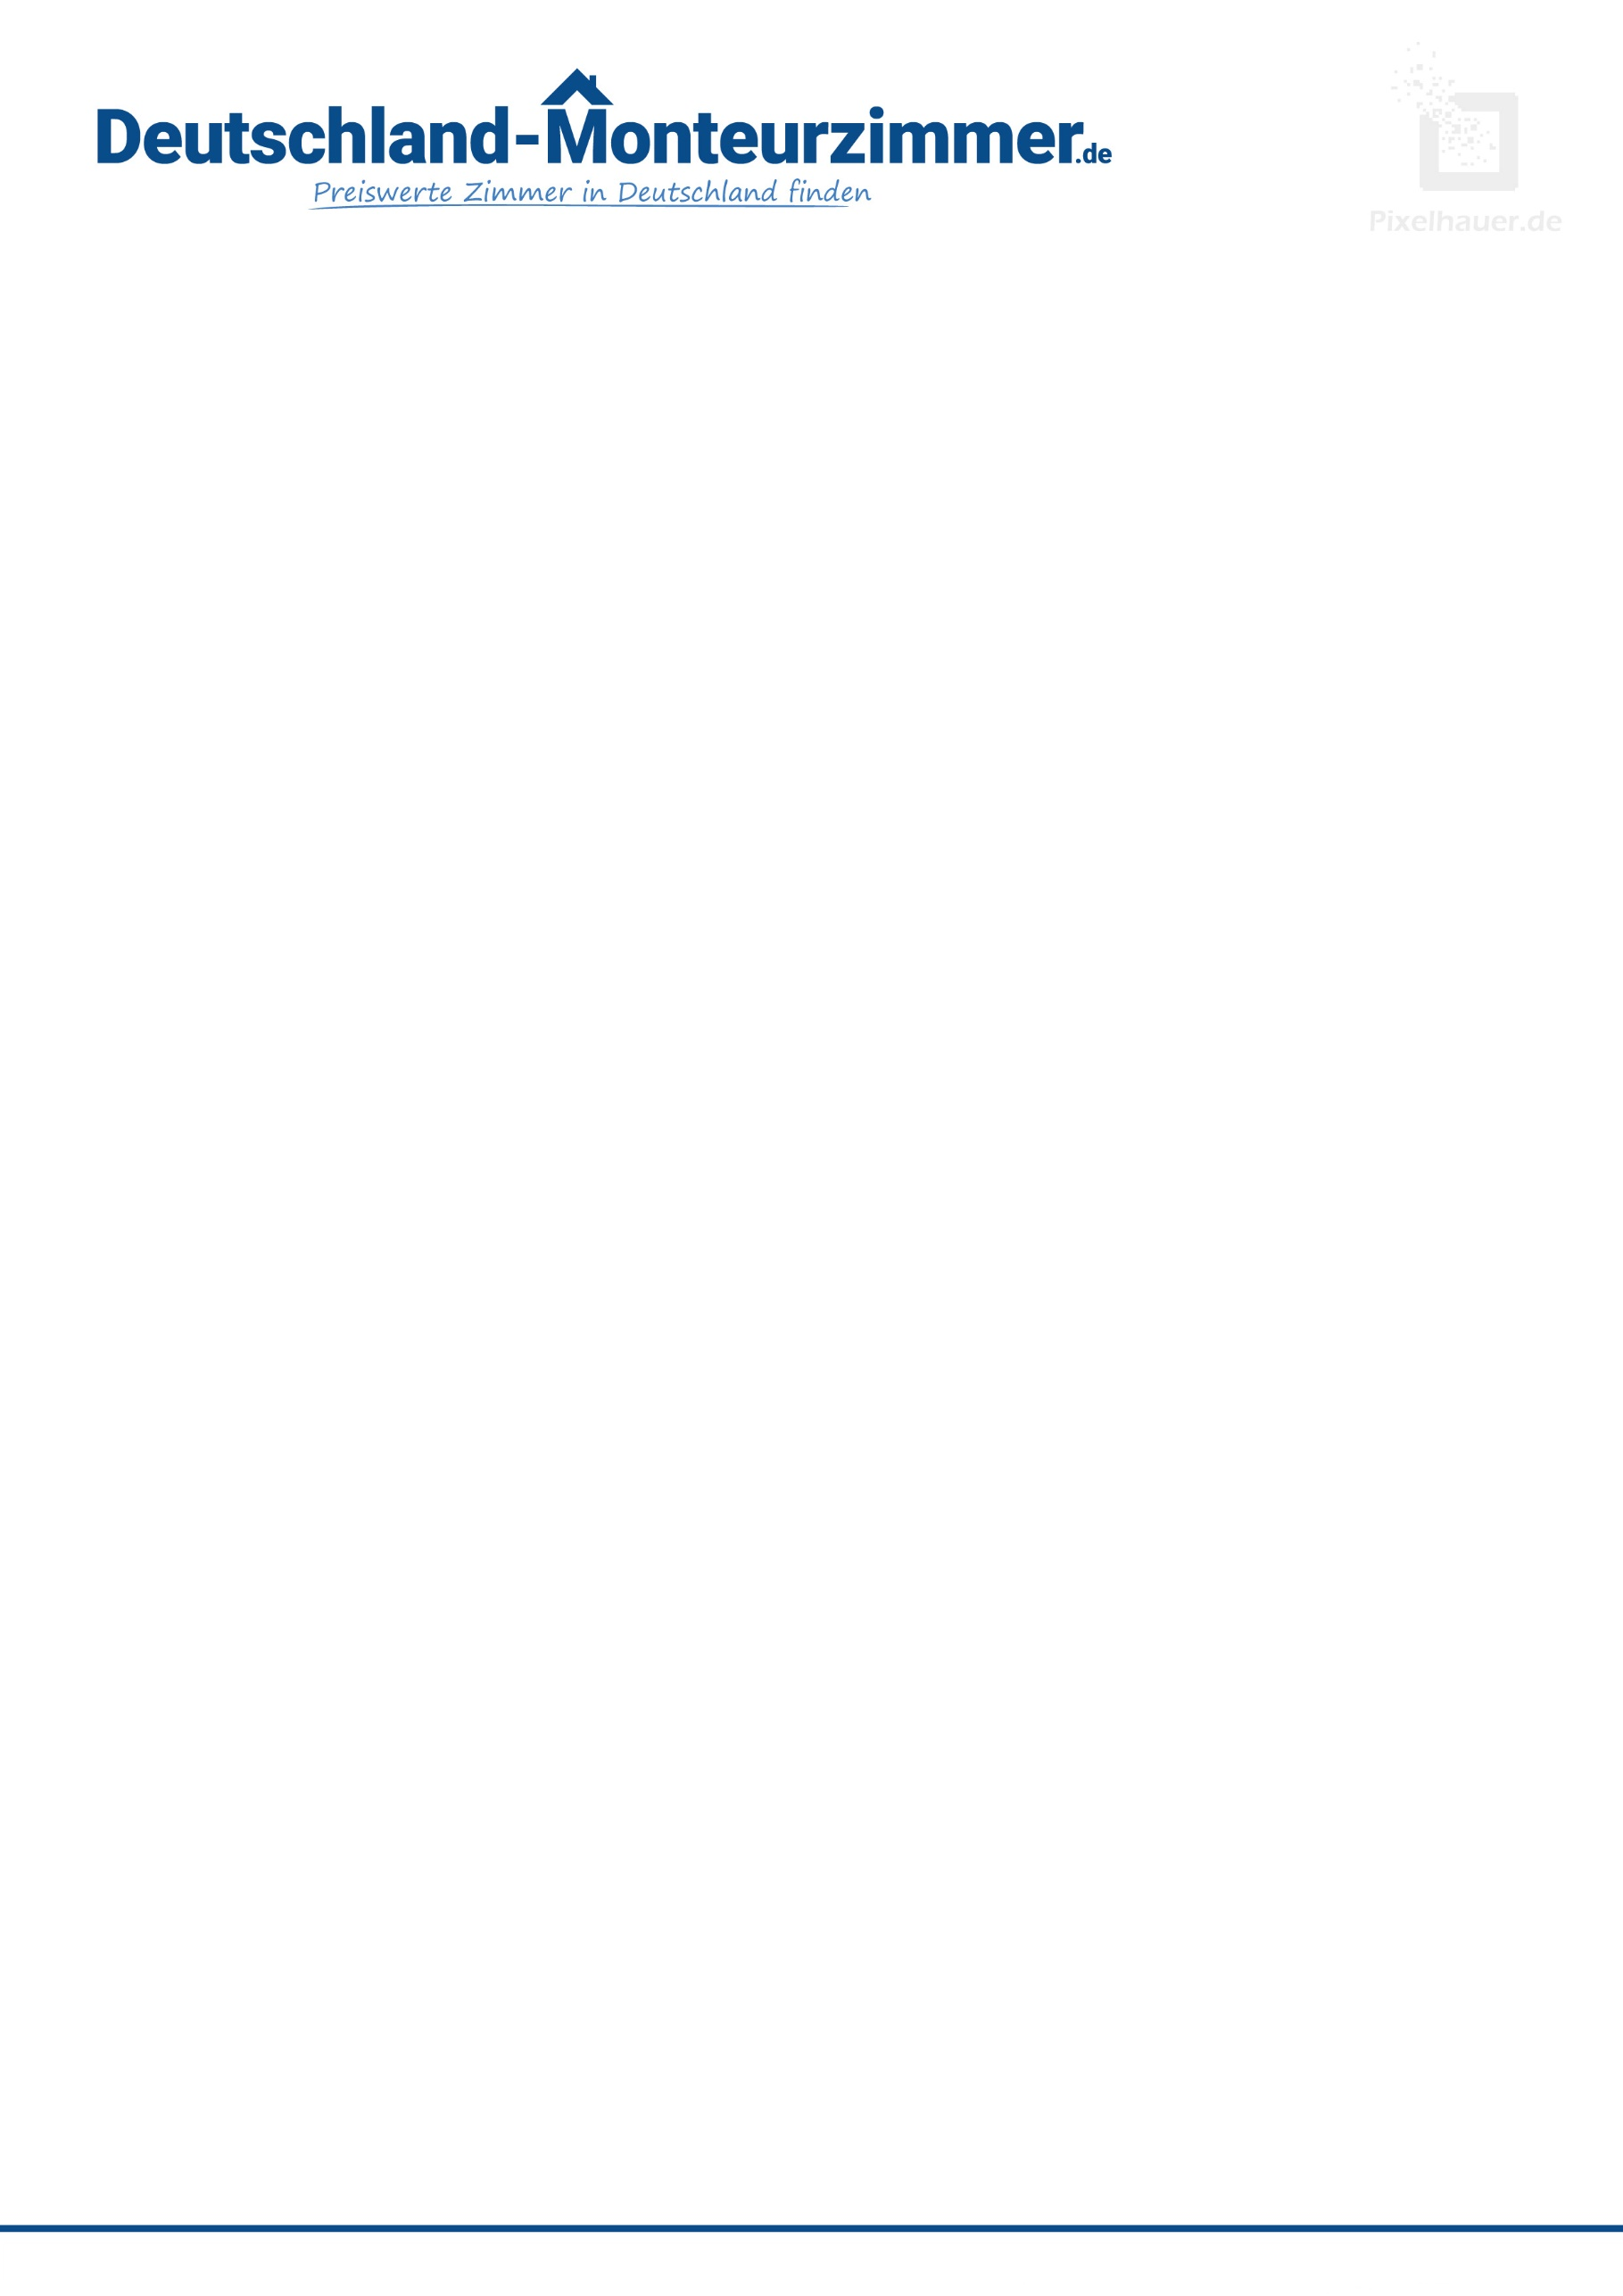 Deutschland-Monteurzimmer.de
Preiswerte Zimmer in Deutschland finden
Pixelhauer.de